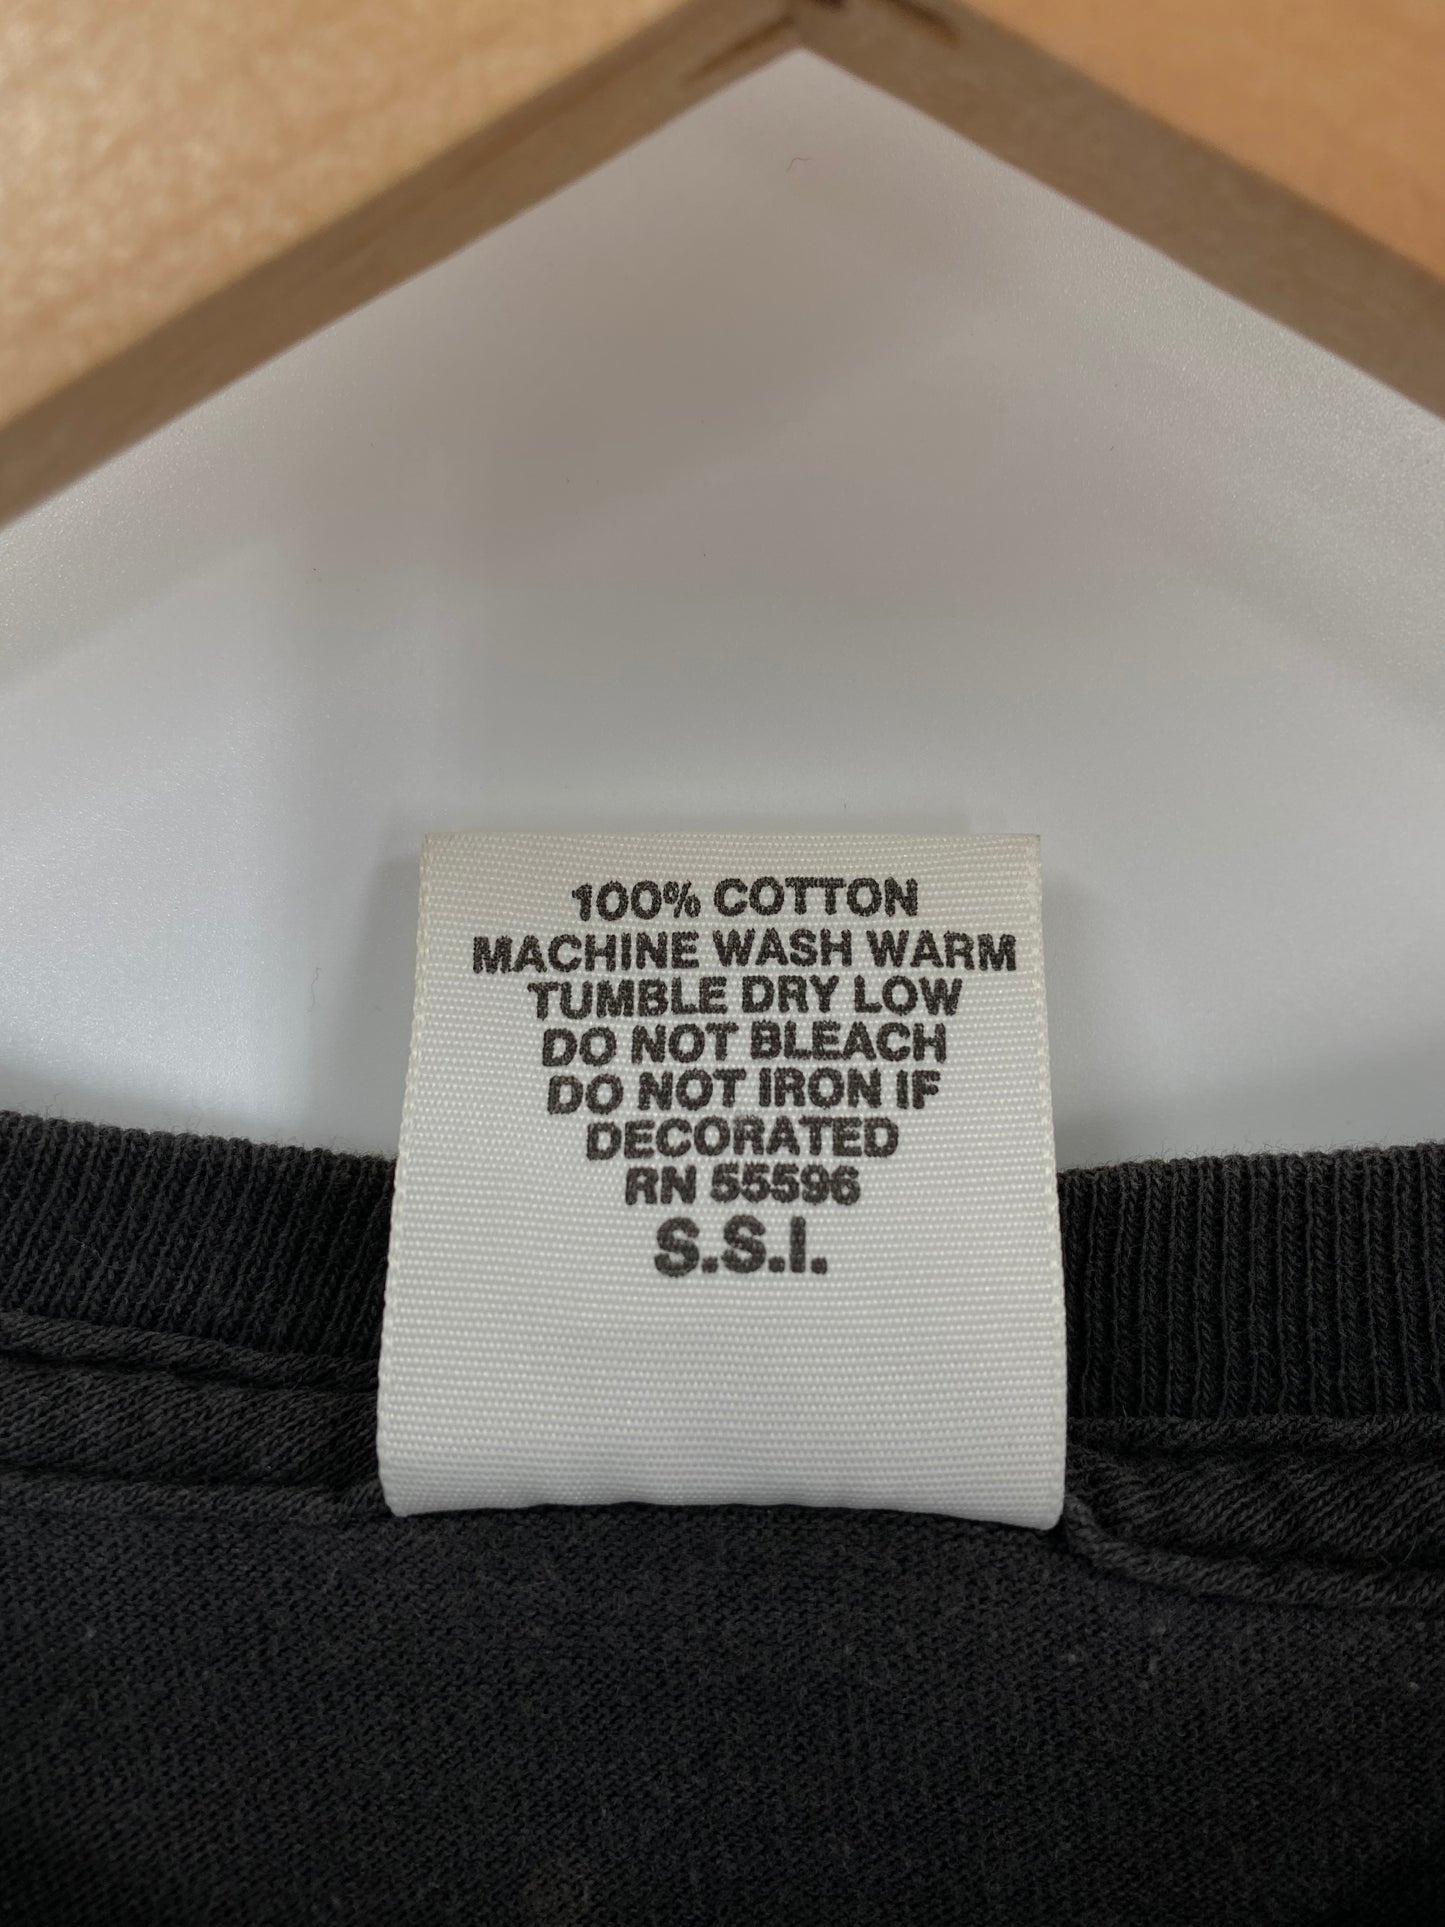 100% COTTON
MACHINE WASH WARM
TUMBLE DRY LOW
DO NOT BLEACH
DO NOT IRON IF
DECORATED
RN 55596
S.S.I.